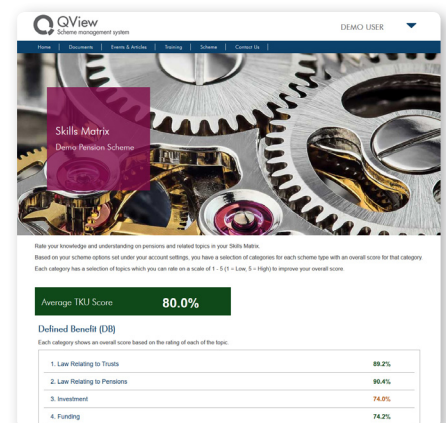 QView
Scheme management system
DEMO USER
Home | Documents | Events & Articles | Training | Scheme | Contact Us |
Skills Matrix
Demo Pension Scheme
Rate your knowledge and understanding on pensions and related topics in your Skills Matrix.
Based on your scheme options set under your account settings, you have a selection of categories for each scheme type with an overall score for that category
Each category has a selection of topics which you can rate on a scale of 1 - 5 (1 = Low, 5 = High) to improve your overall score
Average TKU Score 80.0%
Defined Benefit (DB)
Each category shows an overall score based on the rating of each of the topic.
1. Law Relating to Trusts 89.2%
2. Law Relating to Pensions 90.4%
3. Investment 74.0%
4. Funding 74.2%